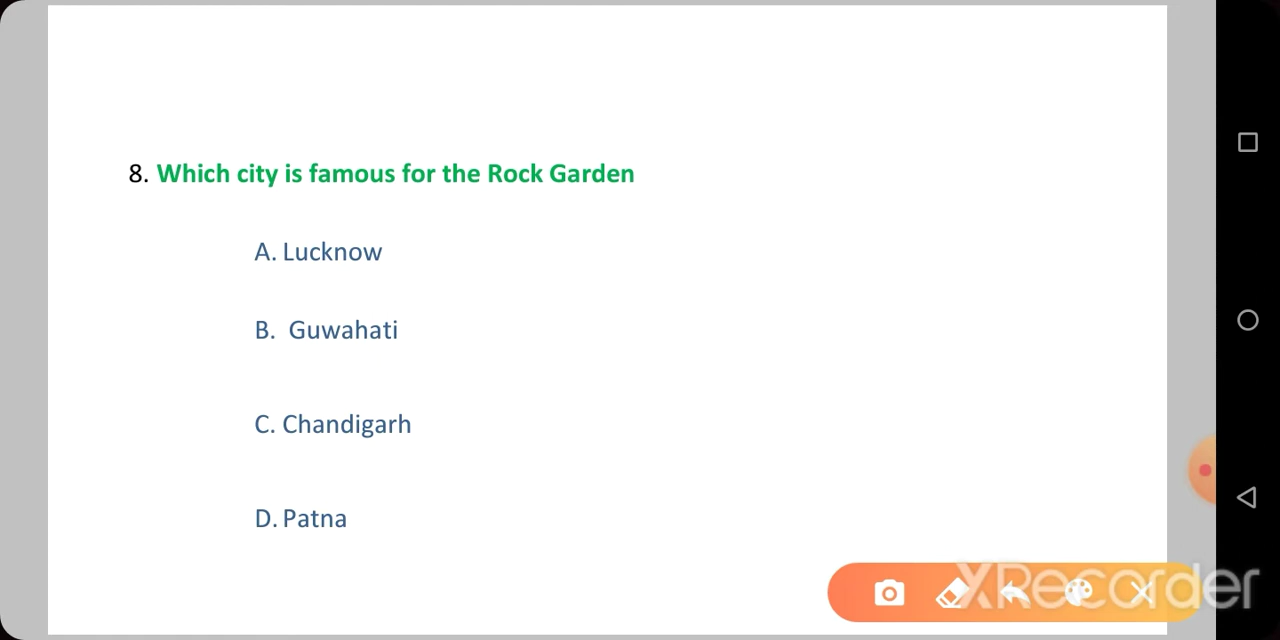 8. Which city is famous for the Rock Garden
A. Lucknow
B. Guwahati
C. Chandigarh
D. Patna
XRecorder